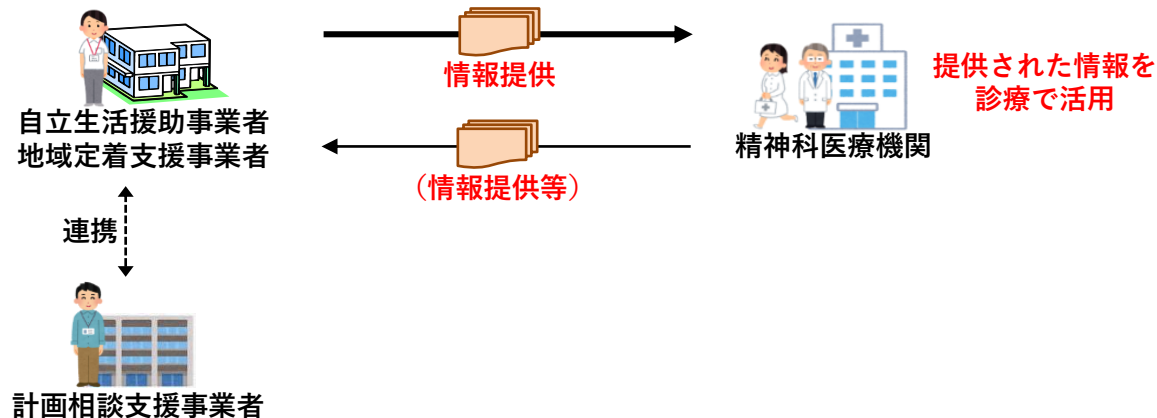 情報提供
提供された情報を
診療で活用
自立生活援助事業者
地域定着支援事業者
精神科医療機関
（情報提供等）
連携
計画相談支援事業者